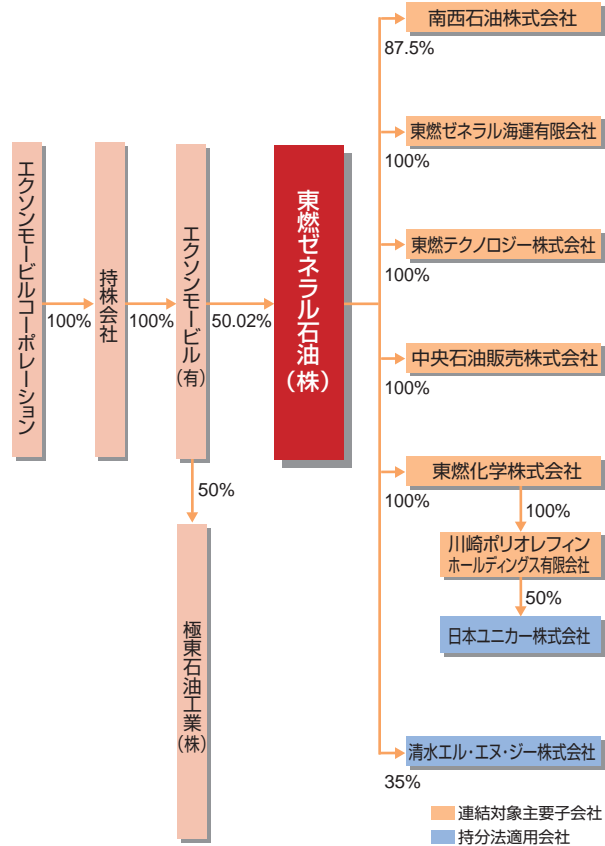 エクソンモービルコーポレーション
100%
持株会社
100%
エクソンモービル(有)
50.02%
50%
極東石油工業(株)
東燃ゼネラル石油(株)
南西石油株式会社
87.5%
東燃ゼネラル海運有限会社
100%
東燃テクノロジー株式会社
100%
中央石油販売株式会社
100%
東燃化学株式会社
100%
100%
川崎ポリオレフィン
ホールディングス有限会社
50%
日本ユニカー株式会社
清水エル・エヌ・ジー株式会社
35%
連結対象主要子会社
持分法適用会社